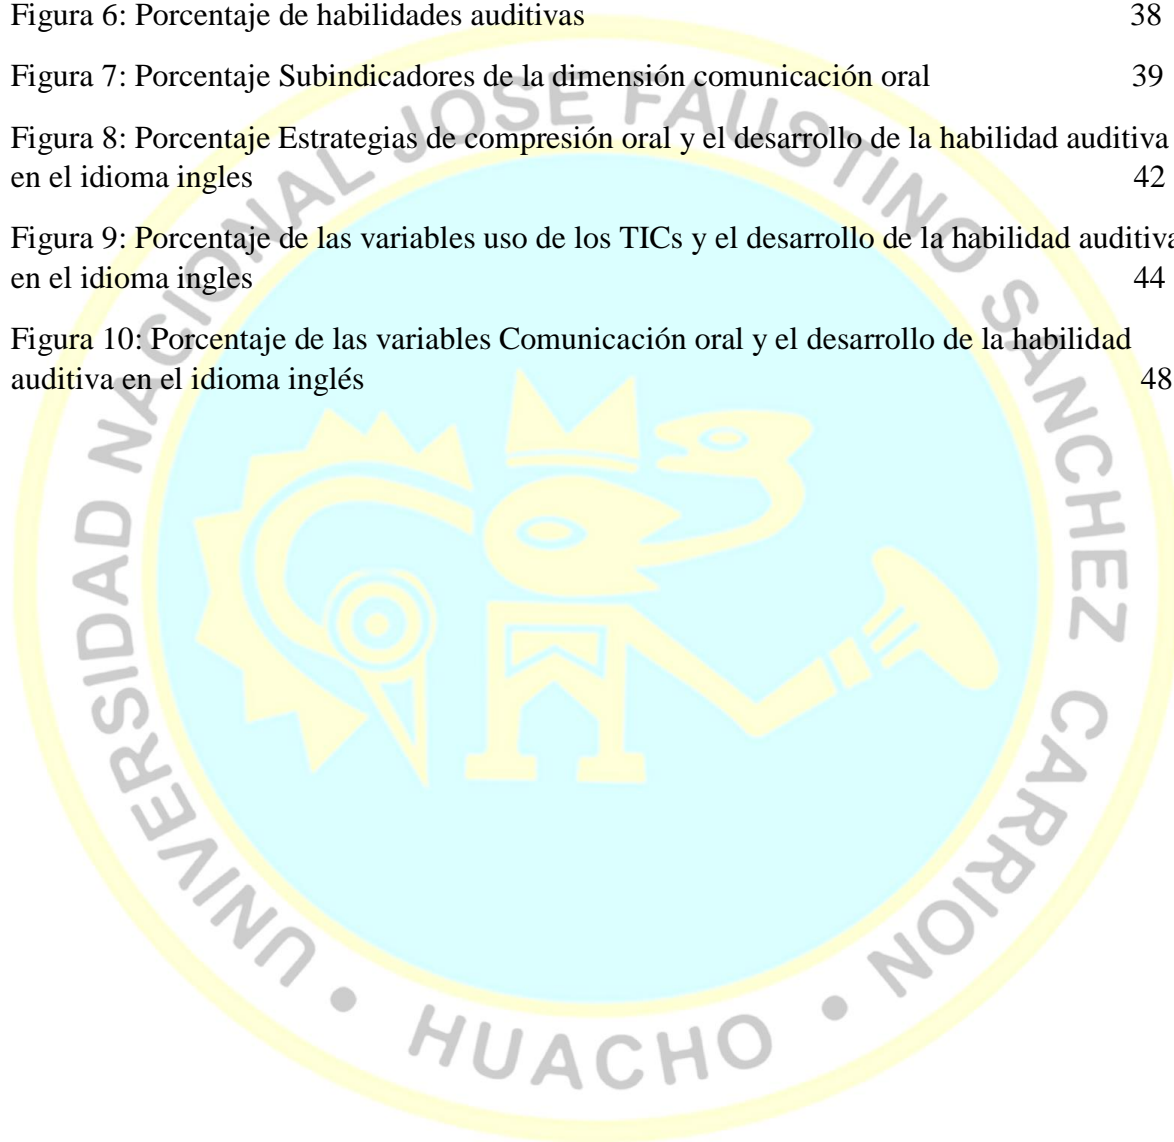 Figura 6: Porcentaje de habilidades auditivas 38
Figura 7: Porcentaje Subindicadores de la dimensión comunicación oral 39
Figura 8: Porcentaje Estrategias de compresión oral y el desarrollo de la habilidad auditiva
en el idioma ingles 42
Figura 9: Porcentaje de las variables uso de los TICs y el desarrollo de la habilidad auditiva
en el idioma ingles 44
Figura 10: Porcentaje de las variables Comunicación oral y el desarrollo de la habilidad
auditiva en el idioma inglés 48
UNIVERSIDAD NACIONAL JOSE FAUSTINO SANCHEZ CARRION
• HUACHO •